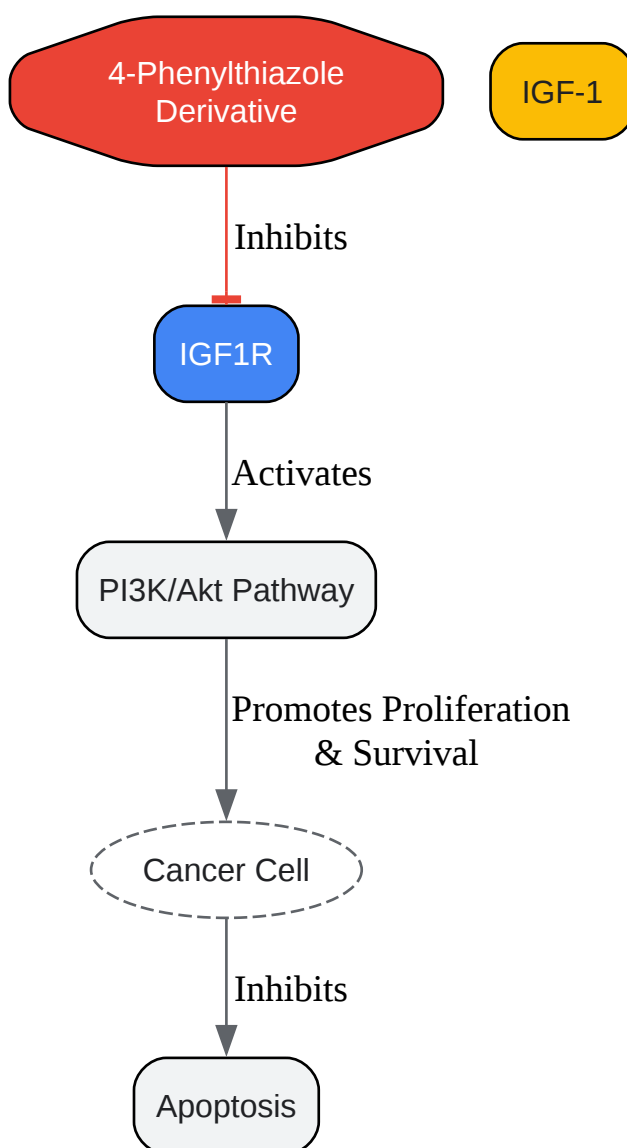 4-Phenylthiazole
Derivative
IGF-1
Inhibits
IGF1R
Activates
PI3K/Akt Pathway
Promotes Proliferation
& Survival
Cancer Cell
Inhibits
Apoptosis